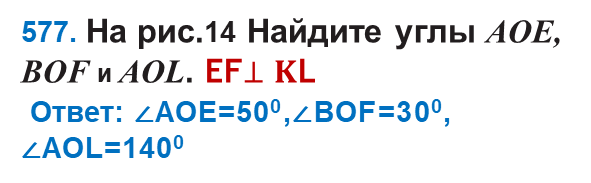 577. На рис.14 Найдите углы AOE,
BOF и AOL. EF⊥ KL
Ответ: ∠AOE=50⁰,∠BOF=30⁰,
∠AOL=140⁰